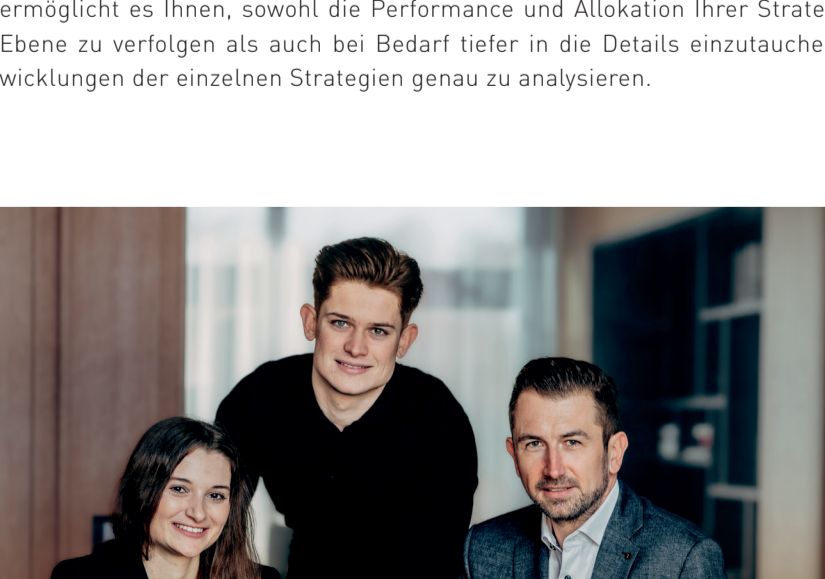 ermöglicht es Ihnen, sowohl die Performance und Allokation Ihrer Strate
Ebene zu verfolgen als auch bei Bedarf tiefer in die Details einzutauche
wicklungen der einzelnen Strategien genau zu analysieren.